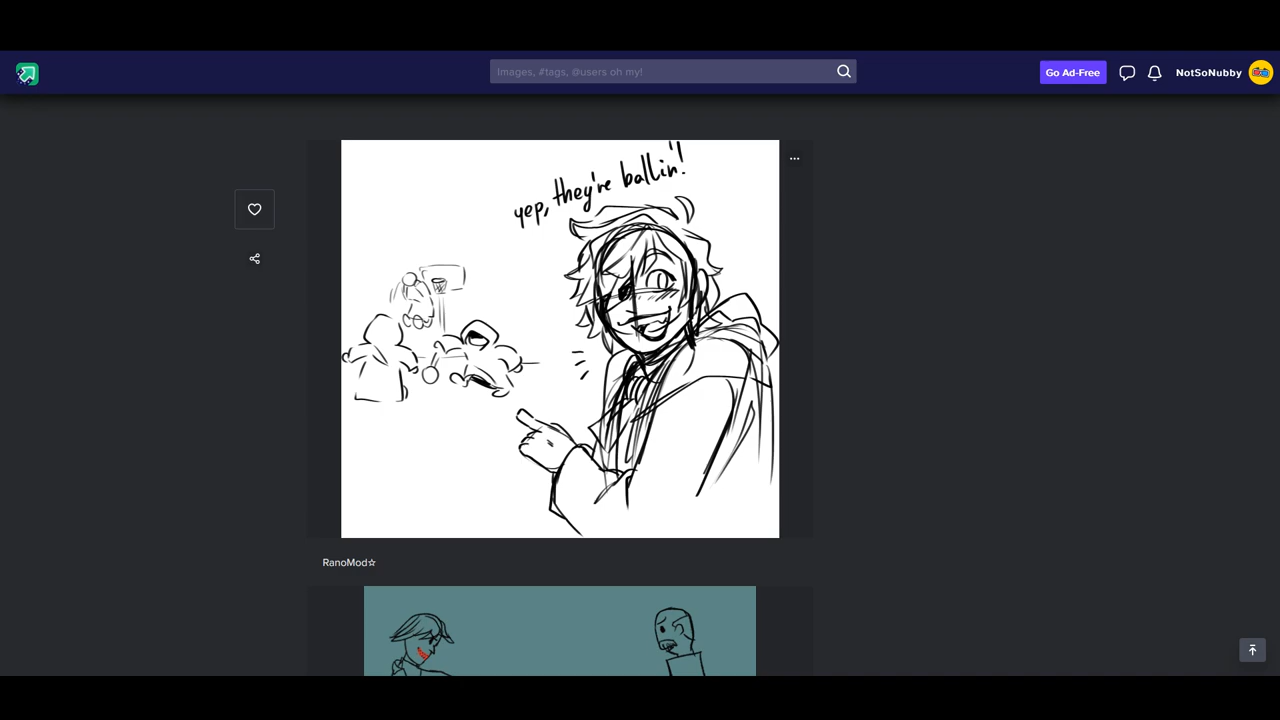 Images, #tags, @users oh my!
Go Ad-Free
NotSoNubby
yep, they're ballin'!
RanoMod☆